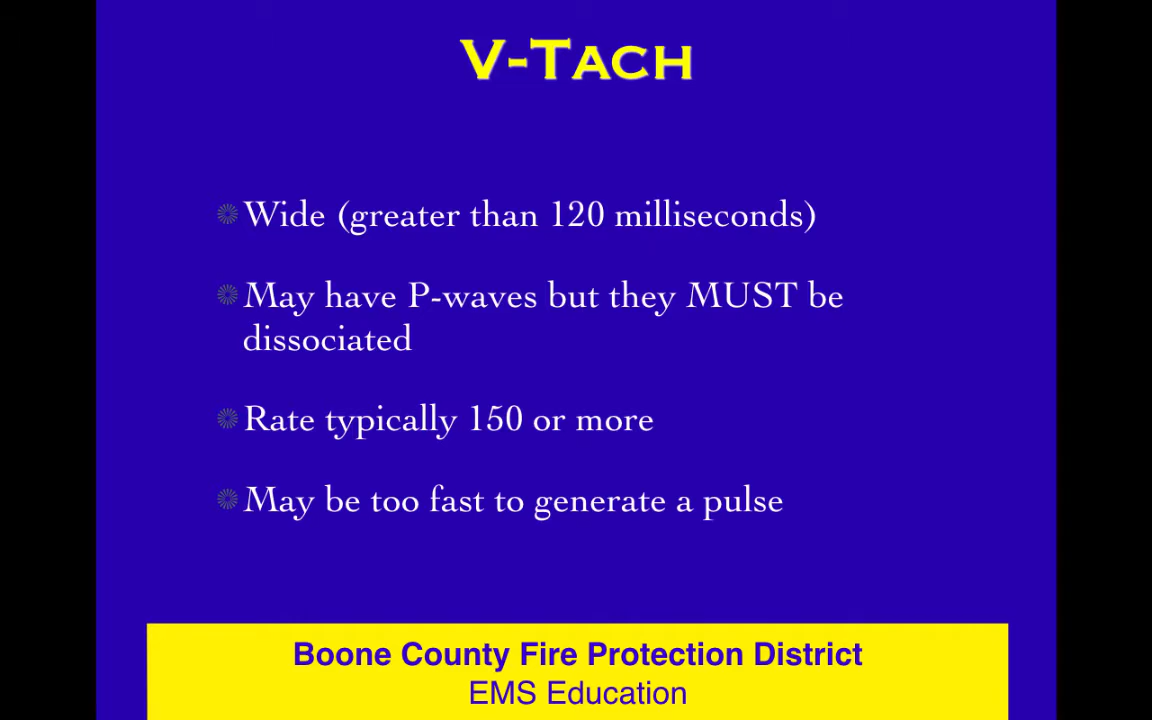 V-Tach
Wide (greater than 120 milliseconds)
May have P-waves but they MUST be
dissociated
Rate typically 150 or more
May be too fast to generate a pulse
Boone County Fire Protection District
EMS Education